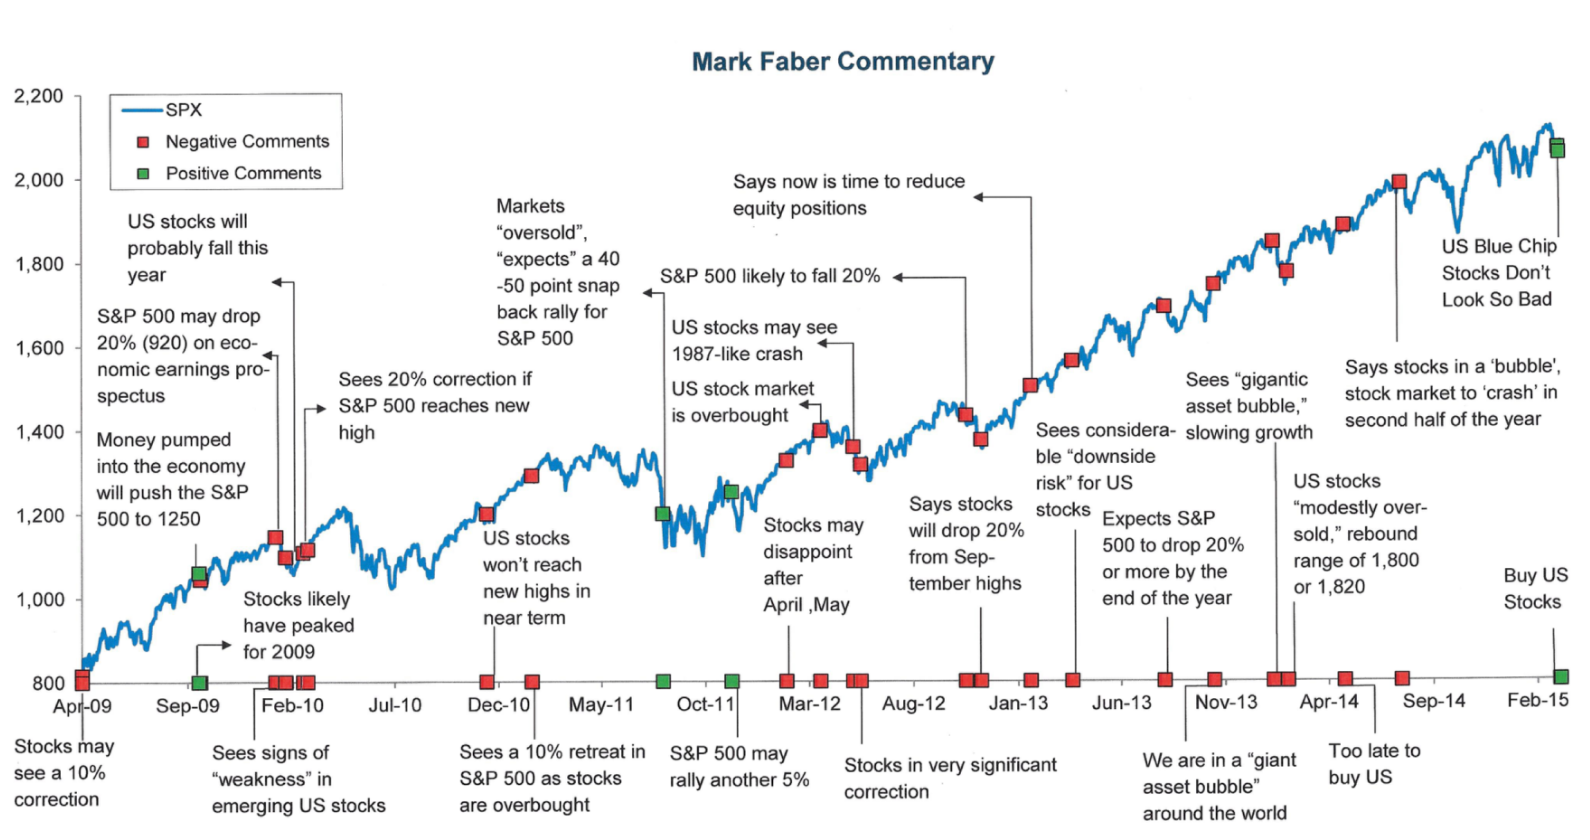 Mark Faber Commentary
2,200
2,000
1,800
1,600
1,400
1,200
1,000
800
SPX
Negative Comments
Positive Comments
US stocks will
probably fall this
year
S&P 500 may drop
20% (920) on eco-
nomic earnings pro-
spectus
Money pumped
into the economy
will push the S&P
500 to 1250
Sees 20% correction if
S&P 500 reaches new
high
Stocks likely
have peaked
for 2009
Markets
“oversold”,
“expects” a 40
-50 point snap
back rally for
S&P 500
US stocks
won’t reach
new highs in
near term
Says now is time to reduce
equity positions
S&P 500 likely to fall 20%
US stocks may see
1987-like crash
US stock market
is overbought
Stocks may
disappoint
after
April ,May
Says stocks
will drop 20%
from Sep-
tember highs
Sees considera-
ble “downside
risk” for US
stocks
Expects S&P
500 to drop 20%
or more by the
end of the year
Sees “gigantic
asset bubble,”
slowing growth
US stocks
“modestly over-
sold,” rebound
range of 1,800
or 1,820
Says stocks in a ‘bubble’,
stock market to ‘crash’ in
second half of the year
US Blue Chip
Stocks Don’t
Look So Bad
Buy US
Stocks
Apr-09
Sep-09
Feb-10
Jul-10
Dec-10
May-11
Oct-11
Mar-12
Aug-12
Jan-13
Jun-13
Nov-13
Apr-14
Sep-14
Feb-15
Stocks may
see a 10%
correction
Sees signs of
“weakness” in
emerging US stocks
Sees a 10% retreat in
S&P 500 as stocks
are overbought
S&P 500 may
rally another 5%
Stocks in very significant
correction
We are in a “giant
asset bubble”
around the world
Too late to
buy US